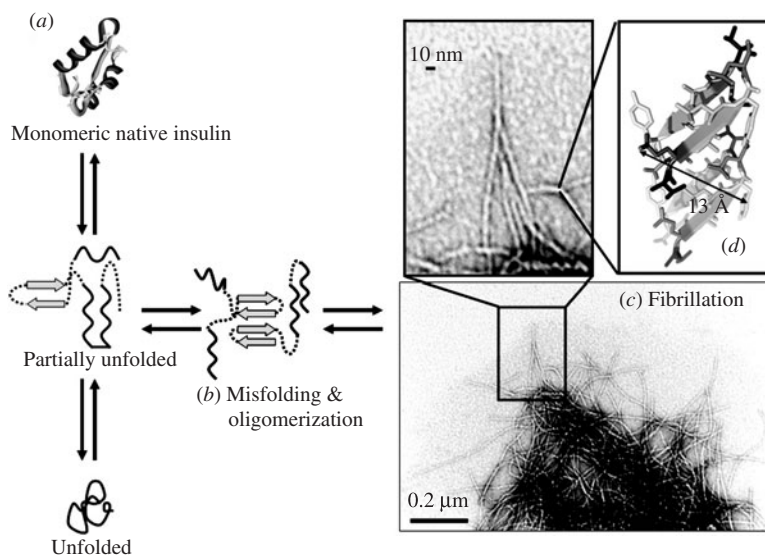 (a)
Monomeric native insulin
Partially unfolded
Unfolded
(b) Misfolding &
oligomerization
10 nm
13 Å
(d)
(c) Fibrillation
0.2 μm